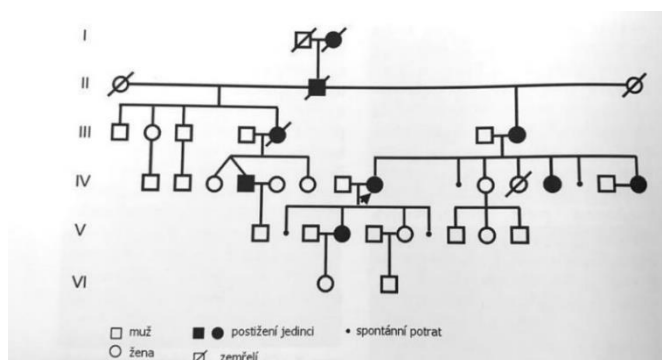 I
II
III
IV
V
VI
muž
postižení jedinci
spontánní potrat
žena
zemřelí